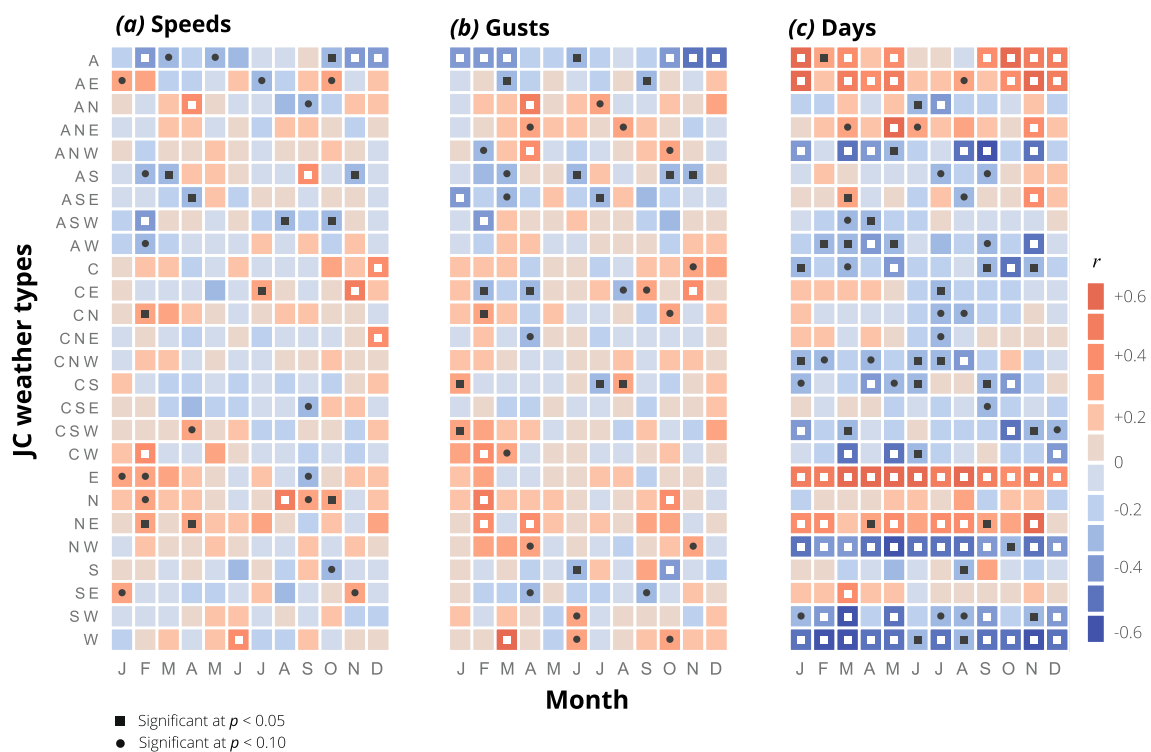 (a) Speeds (b) Gusts (c) Days
A
AE
AN
ANE
ANW
AS
ASE
ASW
AW
C
CE
CN
CNE
CNW
CS
CSE
CSW
CW
E
N
NE
NW
S
SE
SW
W
JC weather types
J F M A M J J A S O N D J F M A M J J A S O N D J F M A M J J A S O N D
Month
r
+0.6
+0.4
+0.2
0
-0.2
-0.4
-0.6
Significant at p < 0.05
Significant at p < 0.10